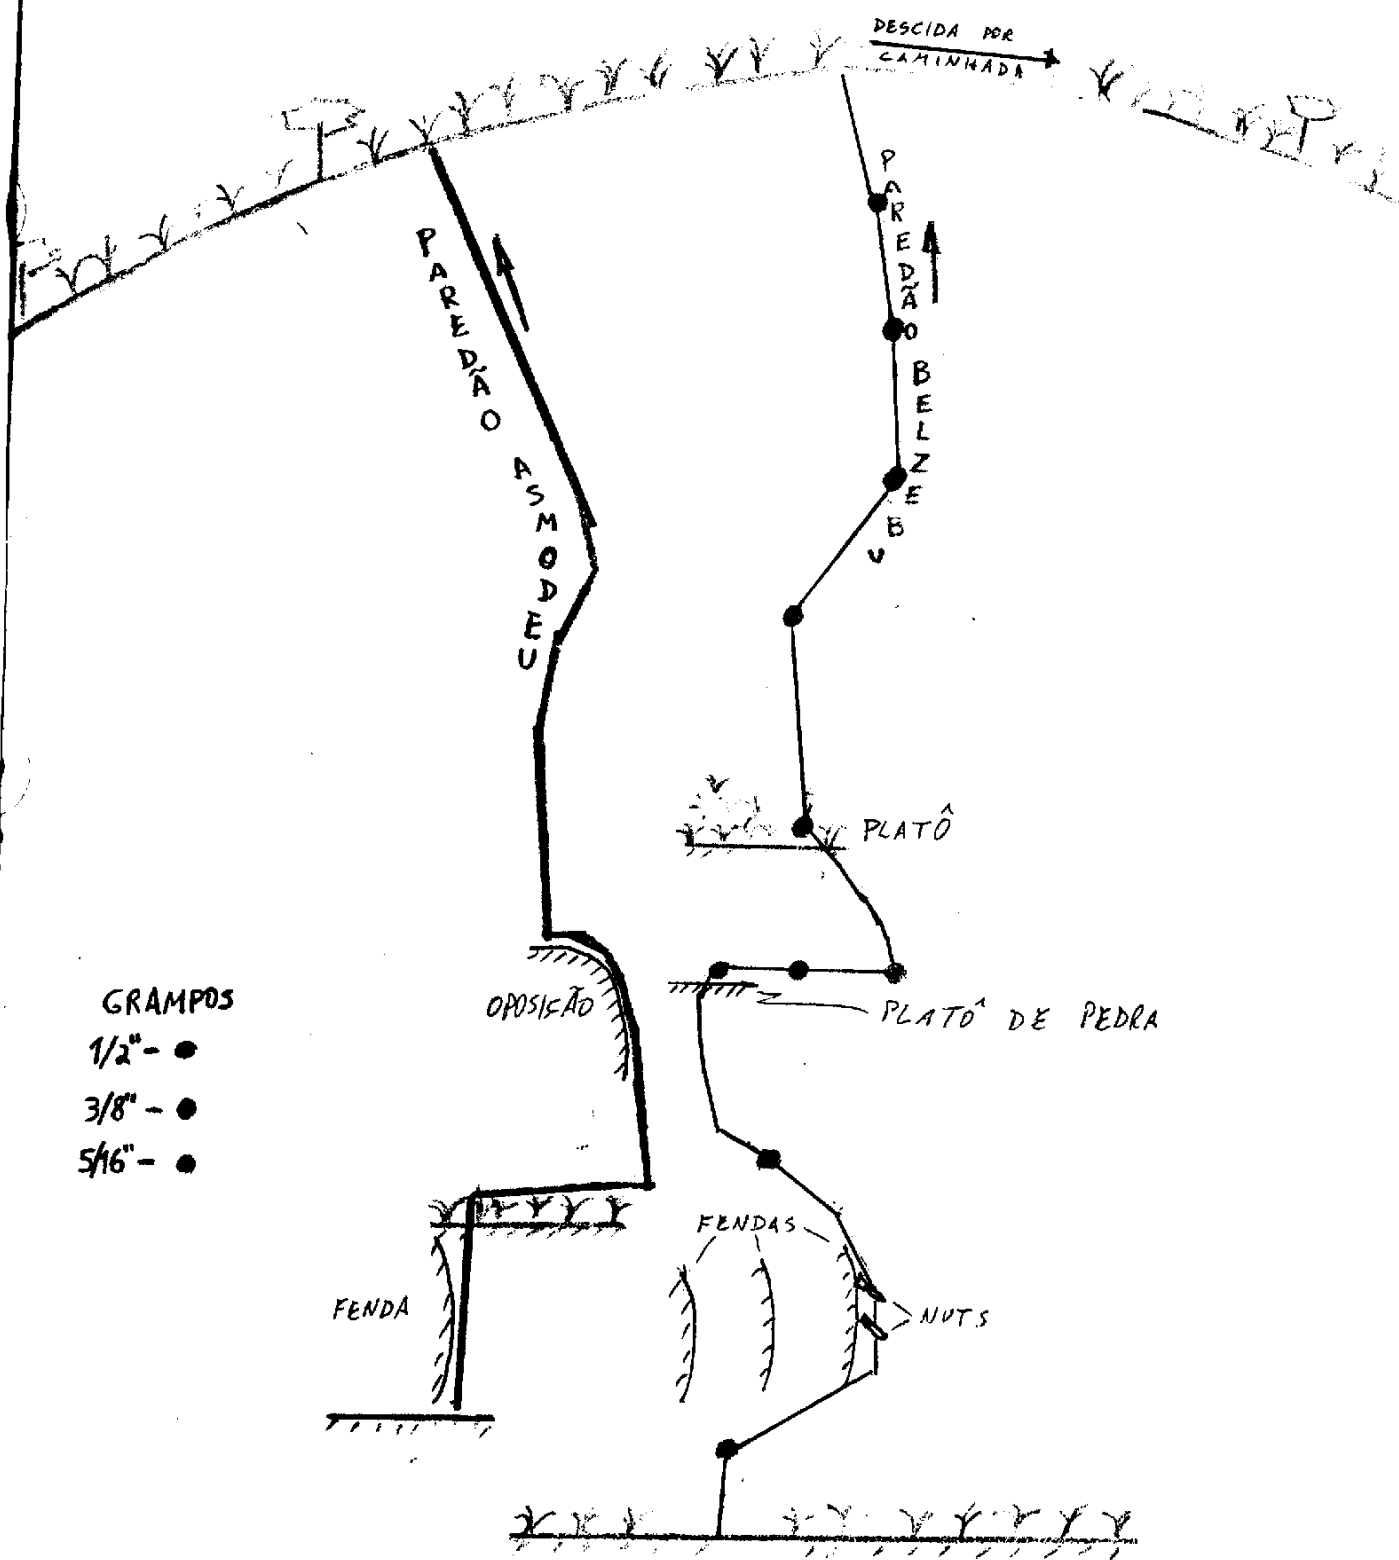 DESCIDA POR
CAMINHADA
PAREDÃO BELZEBU
PAREDÃO ASMODEU
PLATÔ
PLATÔ DE PEDRA
OPOSIÇÃO
GRAMPOS
1/2" - ●
3/8" - ●
5/16" - ●
FENDAS
FENDA
NUTS